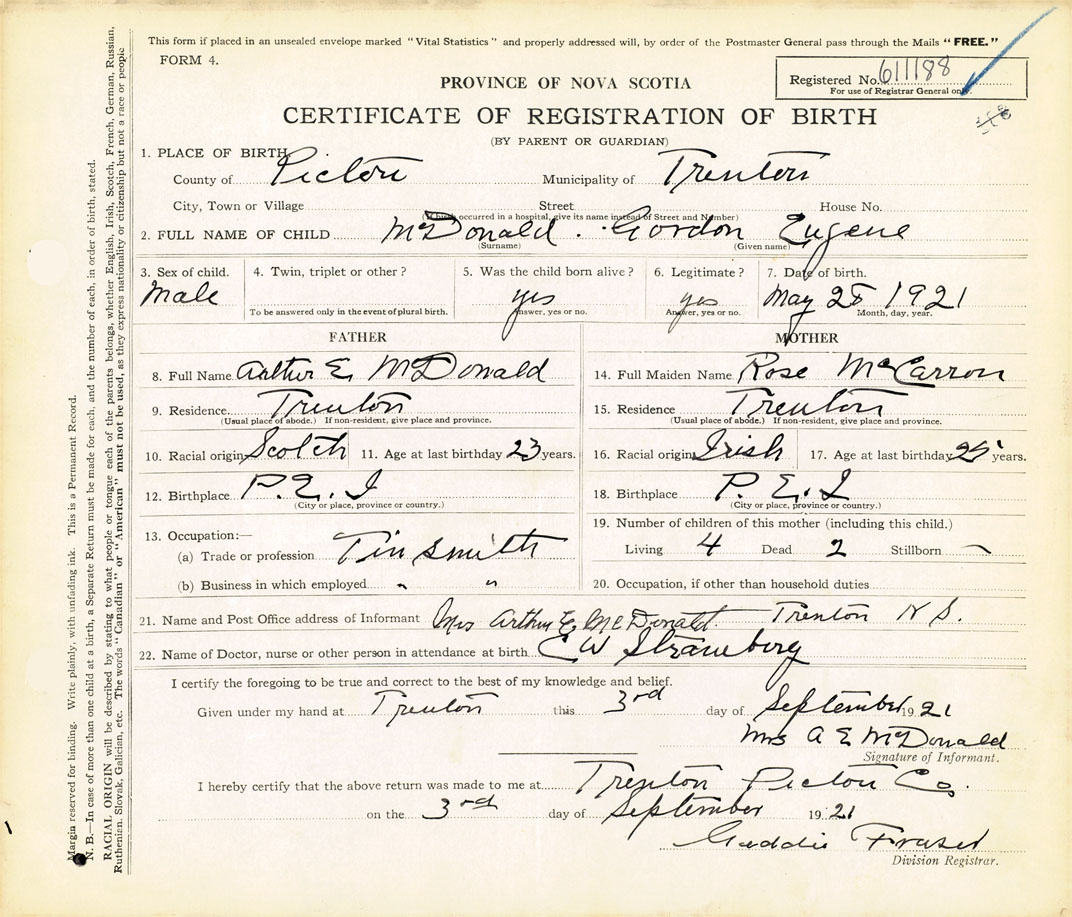 This form if placed in an unsealed envelope marked "Vital Statistics" and properly addressed will, by order of the Postmaster General pass through the Mails "FREE."
FORM 4.
Registered No. 611188
For use of Registrar General only.
PROVINCE OF NOVA SCOTIA
CERTIFICATE OF REGISTRATION OF BIRTH
(BY PARENT OR GUARDIAN)
1. PLACE OF BIRTH
County of Pictou Municipality of Trenton
City, Town or Village Street House No.
(If birth occurred in a hospital, give its name instead of Street and Number)
2. FULL NAME OF CHILD McDonald . Gordon Eugene
(Surname) (Given name)
3. Sex of child. 4. Twin, triplet or other? 5. Was the child born alive? 6. Legitimate? 7. Date of birth.
Male yes yes May 28 1921
To be answered only in the event of plural birth. Answer, yes or no. Answer, yes or no. Month, day, year.
FATHER MOTHER
8. Full Name Arthur E McDonald 14. Full Maiden Name Rose McCarron
9. Residence Trenton 15. Residence Trenton
(Usual place of abode.) If non-resident, give place and province. (Usual place of abode.) If non-resident, give place and province.
10. Racial origin Scotch 11. Age at last birthday 23 years. 16. Racial origin Irish 17. Age at last birthday 25 years.
12. Birthplace P.E.I 18. Birthplace P.E.I
(City or place, province or country.) (City or place, province or country.)
13. Occupation:— 19. Number of children of this mother (including this child.)
(a) Trade or profession Tinsmith Living 4 Dead 2 Stillborn —
(b) Business in which employed " " 20. Occupation, if other than household duties
21. Name and Post Office address of Informant Mrs Arthur E. McDonald. Trenton N S.
22. Name of Doctor, nurse or other person in attendance at birth C W
I certify the foregoing to be true and correct to the best of my knowledge and belief.
Given under my hand at Trenton this 3rd day of September 1921
Mrs A E McDonald
Signature of Informant.
I hereby certify that the above return was made to me at Trenton Pictou Co.
on the 3rd day of September 1921
Fraser
Division Registrar.
Margin reserved for binding. Write plainly, with unfading ink. This is a Permanent Record.
N. B.—In case of more than one child at a birth, a Separate Return must be made for each, and the number of each, in order of birth, stated.
RACIAL ORIGIN will be described by stating to what people or tongue each of the parents belongs, whether English, Irish, Scotch, French, German, Russian,
Ruthenian, Slovak, Galician, etc. The words "Canadian" or "American" must not be used, as they express nationality or citizenship but not a race or people